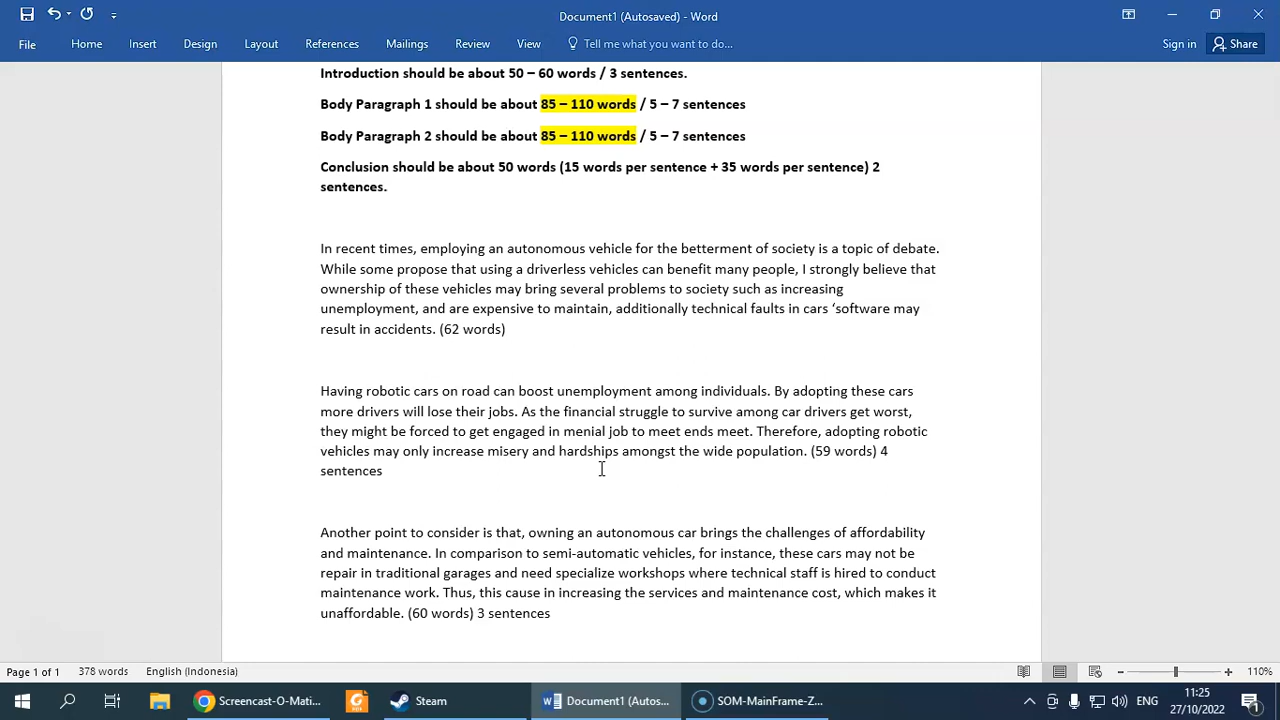 Document1 (Autosaved) - Word
File Home Insert Design Layout References Mailings Review View Tell me what you want to do... Sign in Share
Introduction should be about 50 – 60 words / 3 sentences.
Body Paragraph 1 should be about 85 – 110 words / 5 – 7 sentences
Body Paragraph 2 should be about 85 – 110 words / 5 – 7 sentences
Conclusion should be about 50 words (15 words per sentence + 35 words per sentence) 2
sentences.
In recent times, employing an autonomous vehicle for the betterment of society is a topic of debate.
While some propose that using a driverless vehicles can benefit many people, I strongly believe that
ownership of these vehicles may bring several problems to society such as increasing
unemployment, and are expensive to maintain, additionally technical faults in cars ‘software may
result in accidents. (62 words)
Having robotic cars on road can boost unemployment among individuals. By adopting these cars
more drivers will lose their jobs. As the financial struggle to survive among car drivers get worst,
they might be forced to get engaged in menial job to meet ends meet. Therefore, adopting robotic
vehicles may only increase misery and hardships amongst the wide population. (59 words) 4
sentences
Another point to consider is that, owning an autonomous car brings the challenges of affordability
and maintenance. In comparison to semi-automatic vehicles, for instance, these cars may not be
repair in traditional garages and need specialize workshops where technical staff is hired to conduct
maintenance work. Thus, this cause in increasing the services and maintenance cost, which makes it
unaffordable. (60 words) 3 sentences
Page 1 of 1 378 words English (Indonesia) 110%
Screencast-O-Mati... Steam Document1 (Autos... SOM-MainFrame-Z... ENG 11:25
27/10/2022